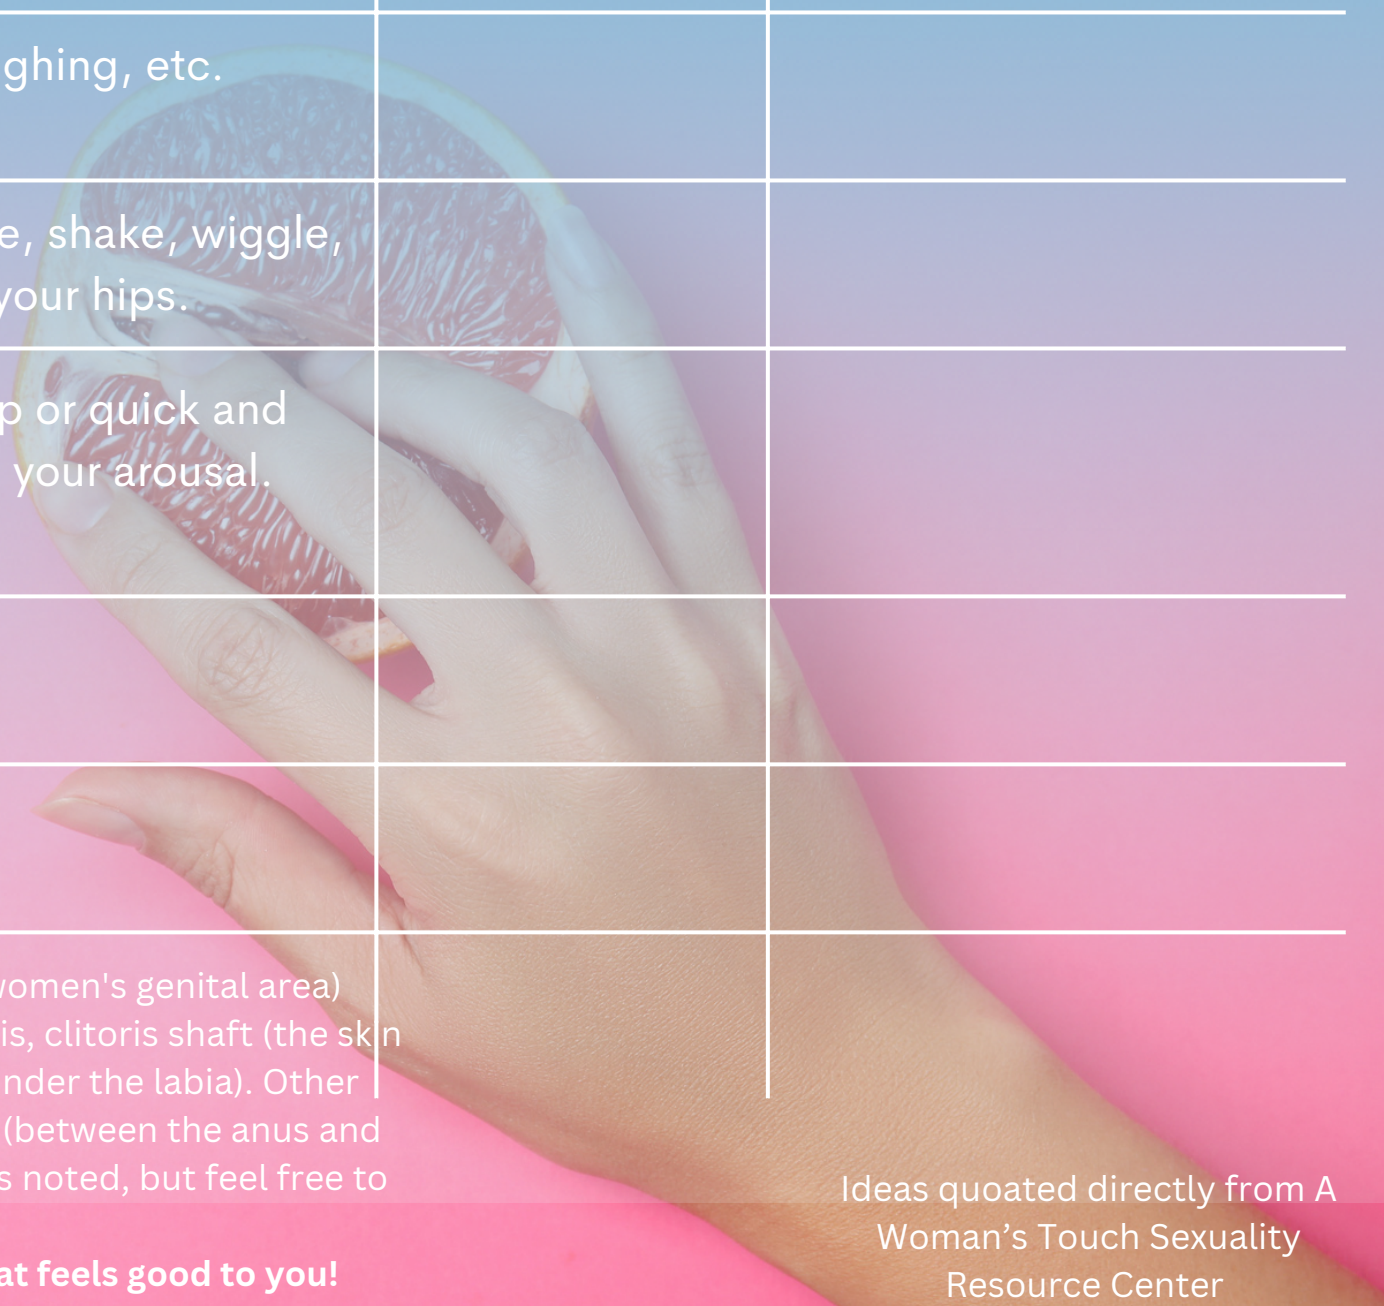 ghing, etc.
e, shake, wiggle,
your hips.
p or quick and
your arousal.
women's genital area)
is, clitoris shaft (the skin
nder the labia). Other
(between the anus and
s noted, but feel free to
at feels good to you!
Ideas quoated directly from A
Woman’s Touch Sexuality
Resource Center